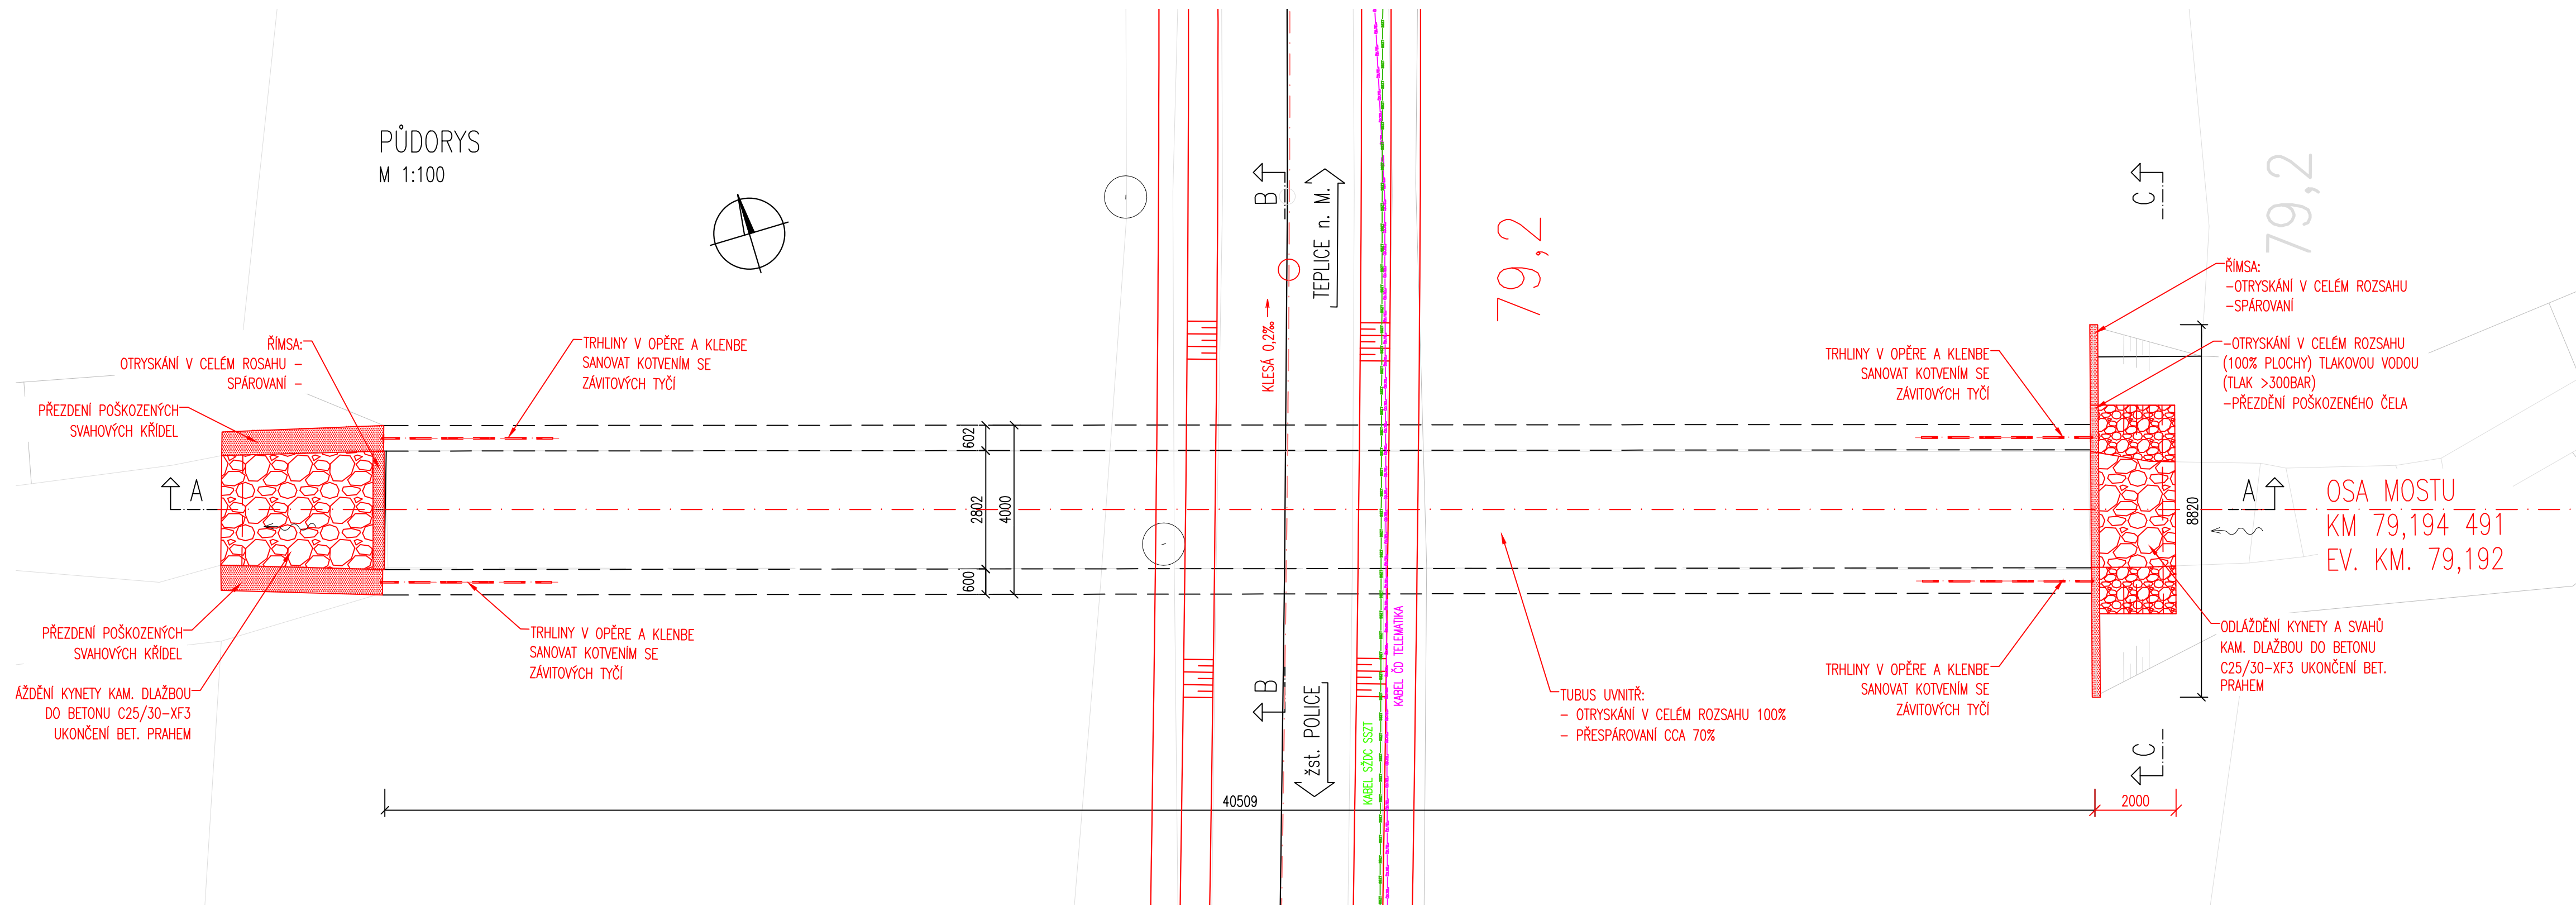 PŮDORYS
M 1:100
ŘÍMSA:
OTRYSKÁNÍ V CELÉM ROSAHU –
SPÁROVANÍ –
PŘEZDENÍ POŠKOZENÝCH
SVAHOVÝCH KŘÍDEL
TRHLINY V OPĚŘE A KLENBE
SANOVAT KOTVENÍM SE
ZÁVITOVÝCH TYČÍ
A
PŘEZDENÍ POŠKOZENÝCH
SVAHOVÝCH KŘÍDEL
ÁŽDĚNÍ KYNETY KAM. DLAŽBOU
DO BETONU C25/30-XF3
UKONČENÍ BET. PRAHEM
TRHLINY V OPĚŘE A KLENBE
SANOVAT KOTVENÍM SE
ZÁVITOVÝCH TYČÍ
602
2802
4000
600
B
TEPLICE n. M.
KLESÁ 0,2‰
B
žst. POLICE
KABEL SŽDC SSZT
KABEL ČD TELEMATIKA
40509
79,2
TUBUS UVNITŘ:
– OTRYSKÁNÍ V CELÉM ROZSAHU 100%
– PŘESPÁROVANÍ CCA 70%
TRHLINY V OPĚŘE A KLENBE
SANOVAT KOTVENÍM SE
ZÁVITOVÝCH TYČÍ
TRHLINY V OPĚŘE A KLENBE
SANOVAT KOTVENÍM SE
ZÁVITOVÝCH TYČÍ
C
79,2
ŘÍMSA:
-OTRYSKÁNÍ V CELÉM ROZSAHU
-SPÁROVANÍ
-OTRYSKÁNÍ V CELÉM ROZSAHU
(100% PLOCHY) TLAKOVOU VODOU
(TLAK >300BAR)
-PŘEZDĚNÍ POŠKOZENÉHO ČELA
8820
A
OSA MOSTU
KM 79,194 491
EV. KM. 79,192
ODLÁŽDĚNÍ KYNETY A SVAHŮ
KAM. DLAŽBOU DO BETONU
C25/30-XF3 UKONČENÍ BET.
PRAHEM
C
2000